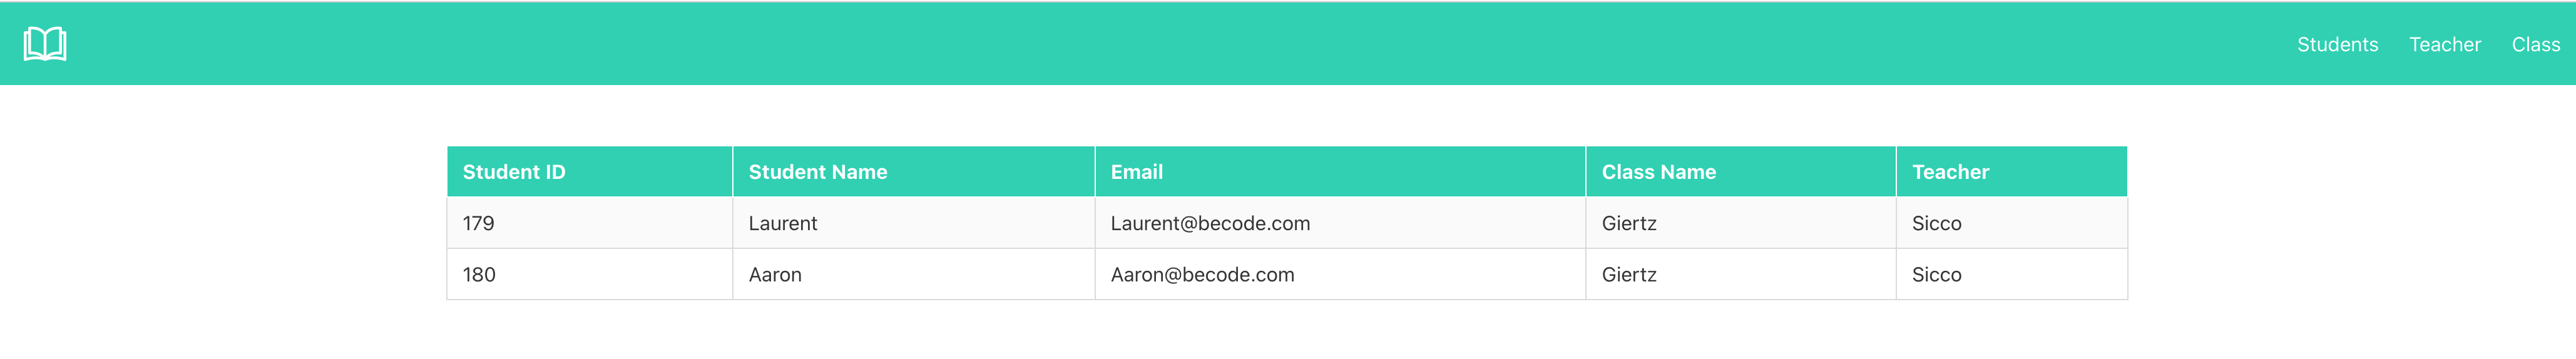 Students Teacher Class
Student ID Student Name Email Class Name Teacher
179 Laurent Laurent@becode.com Giertz Sicco
180 Aaron Aaron@becode.com Giertz Sicco